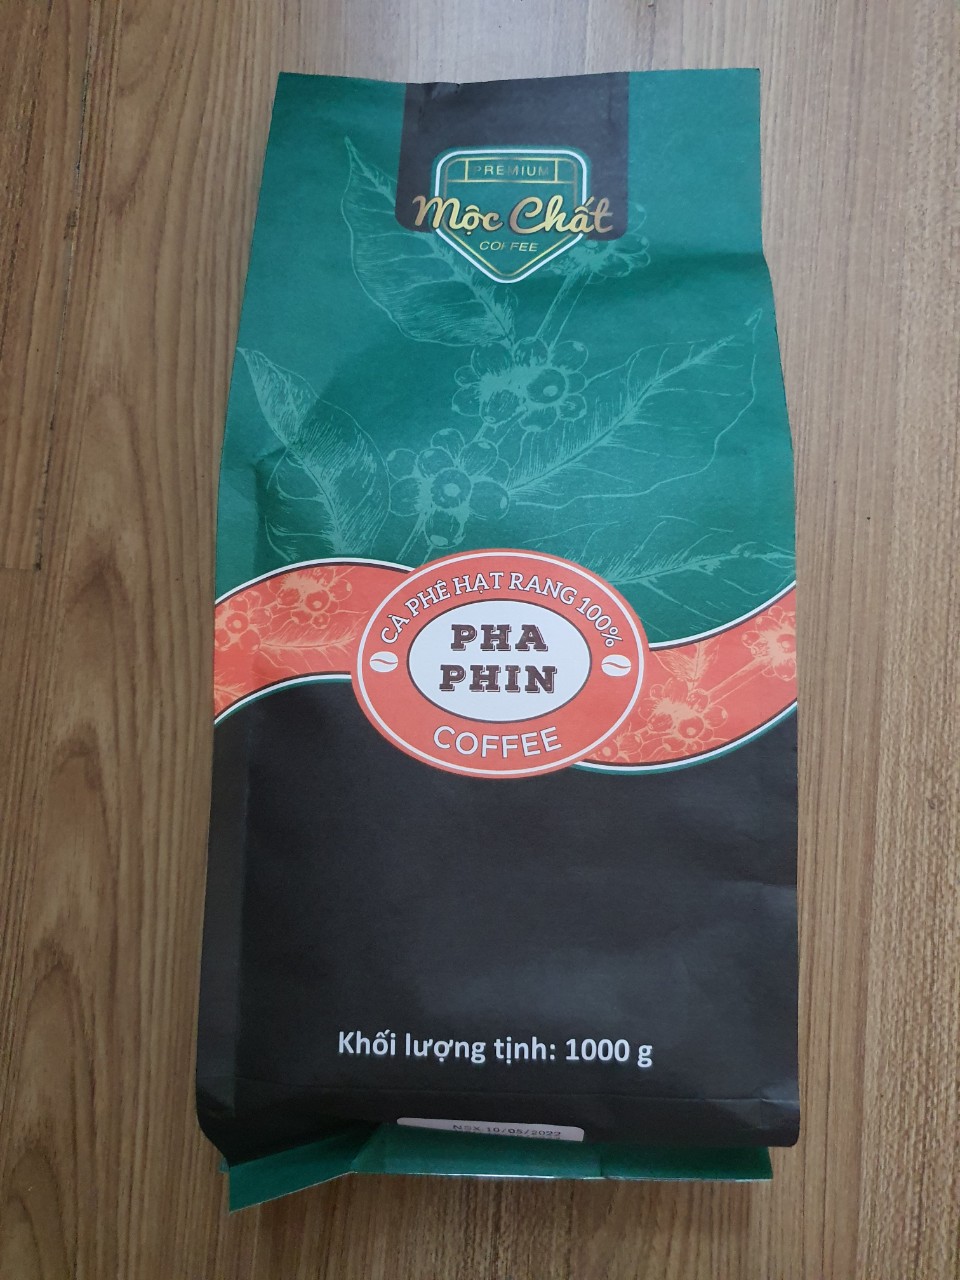 PREMIUM
Mộc Chất
COFFEE
CÀ PHÊ HẠT RANG 100%
PHA
PHIN
COFFEE
Khối lượng tịnh: 1000 g
NSX 10/05/2022